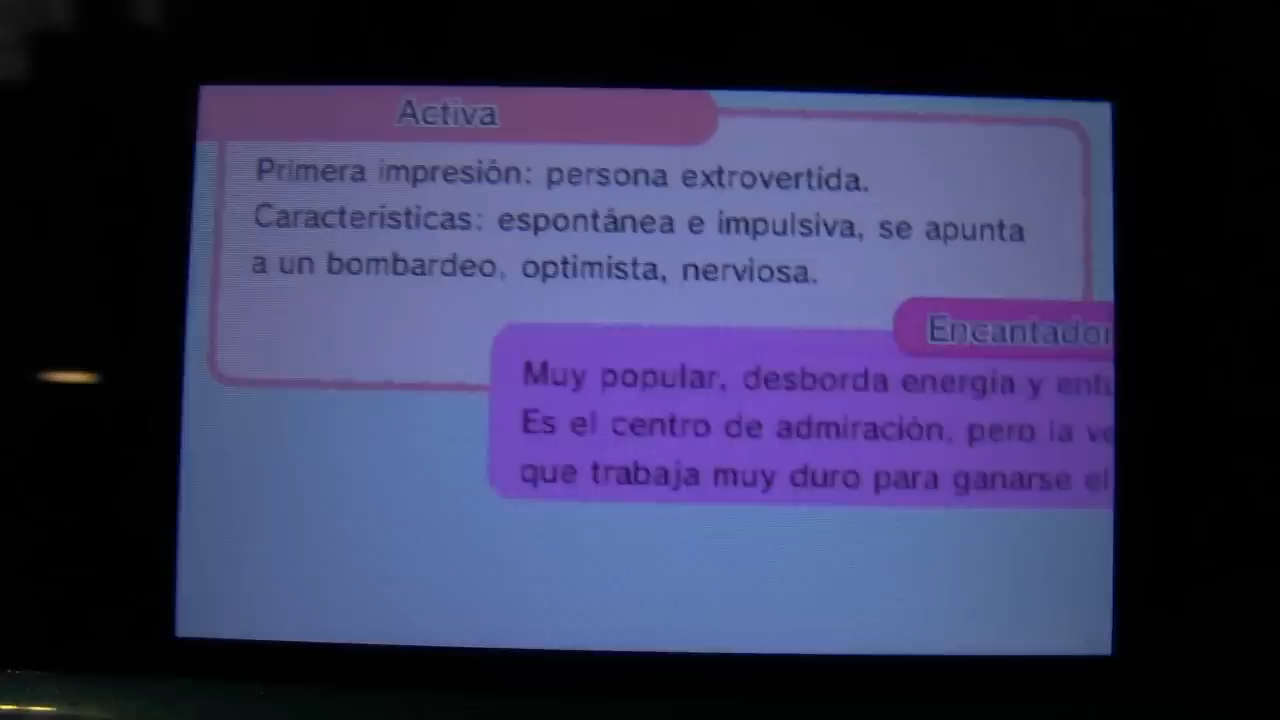 Activa
Primera impresión: persona extrovertida.
Características: espontánea e impulsiva, se apunta
a un bombardeo, optimista, nerviosa.
Encantador
Muy popular, desborda energía y
Es el centro de admiración, pero la
que trabaja muy duro para ganarse el